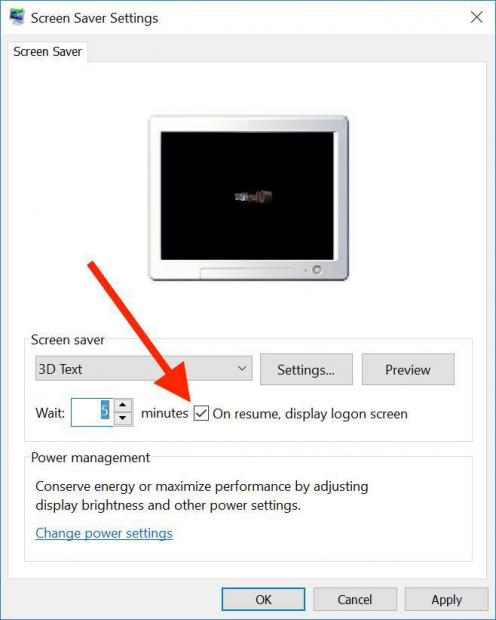 Screen Saver Settings
Screen Saver
Screen saver
3D Text
Settings...
Preview
Wait: 5 minutes On resume, display logon screen
Power management
Conserve energy or maximize performance by adjusting
display brightness and other power settings.
Change power settings
OK Cancel Apply